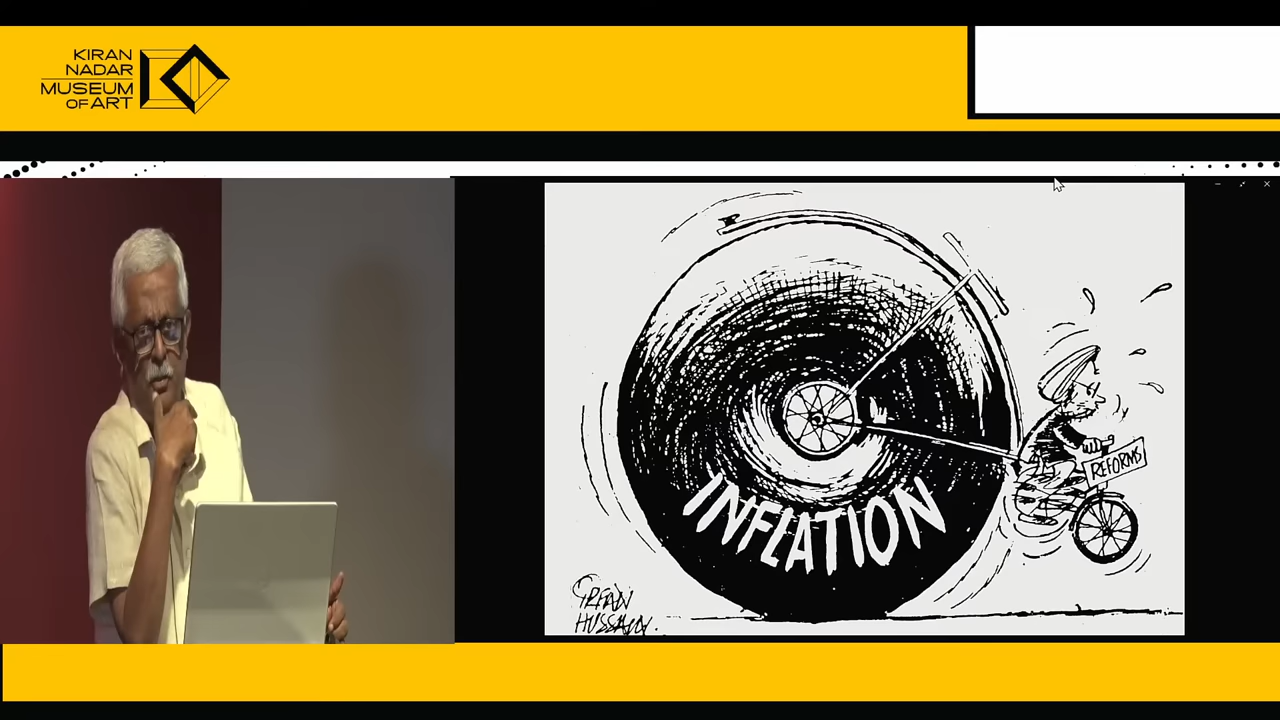 KIRAN
NADAR
MUSEUM
OF ART
INFLATION
REFORMS
IRFAN
HUSSAIN.